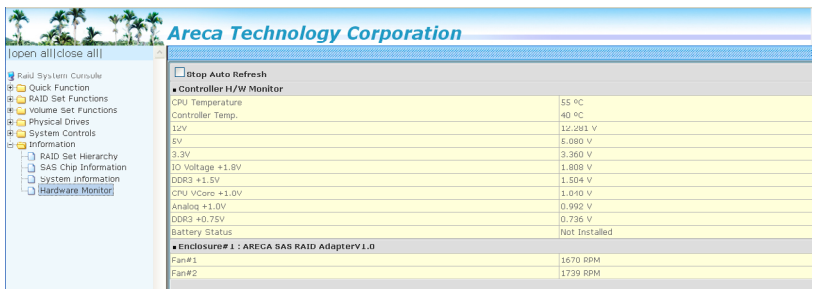 Areca Technology Corporation
|open all|close all|
Raid System Console
Quick Function
RAID Set Functions
Volume Set Functions
Physical Drives
System Controls
Information
RAID Set Hierarchy
SAS Chip Information
System Information
Hardware Monitor
Stop Auto Refresh
Controller H/W Monitor
CPU Temperature 55 ºC
Controller Temp. 40 ºC
12V 12.281 V
5V 5.080 V
3.3V 3.360 V
IO Voltage +1.8V 1.808 V
DDR3 +1.5V 1.504 V
CPU VCore +1.0V 1.040 V
Analog +1.0V 0.992 V
DDR3 +0.75V 0.736 V
Battery Status Not Installed
Enclosure#1 : ARECA SAS RAID AdapterV1.0
Fan#1 1670 RPM
Fan#2 1739 RPM